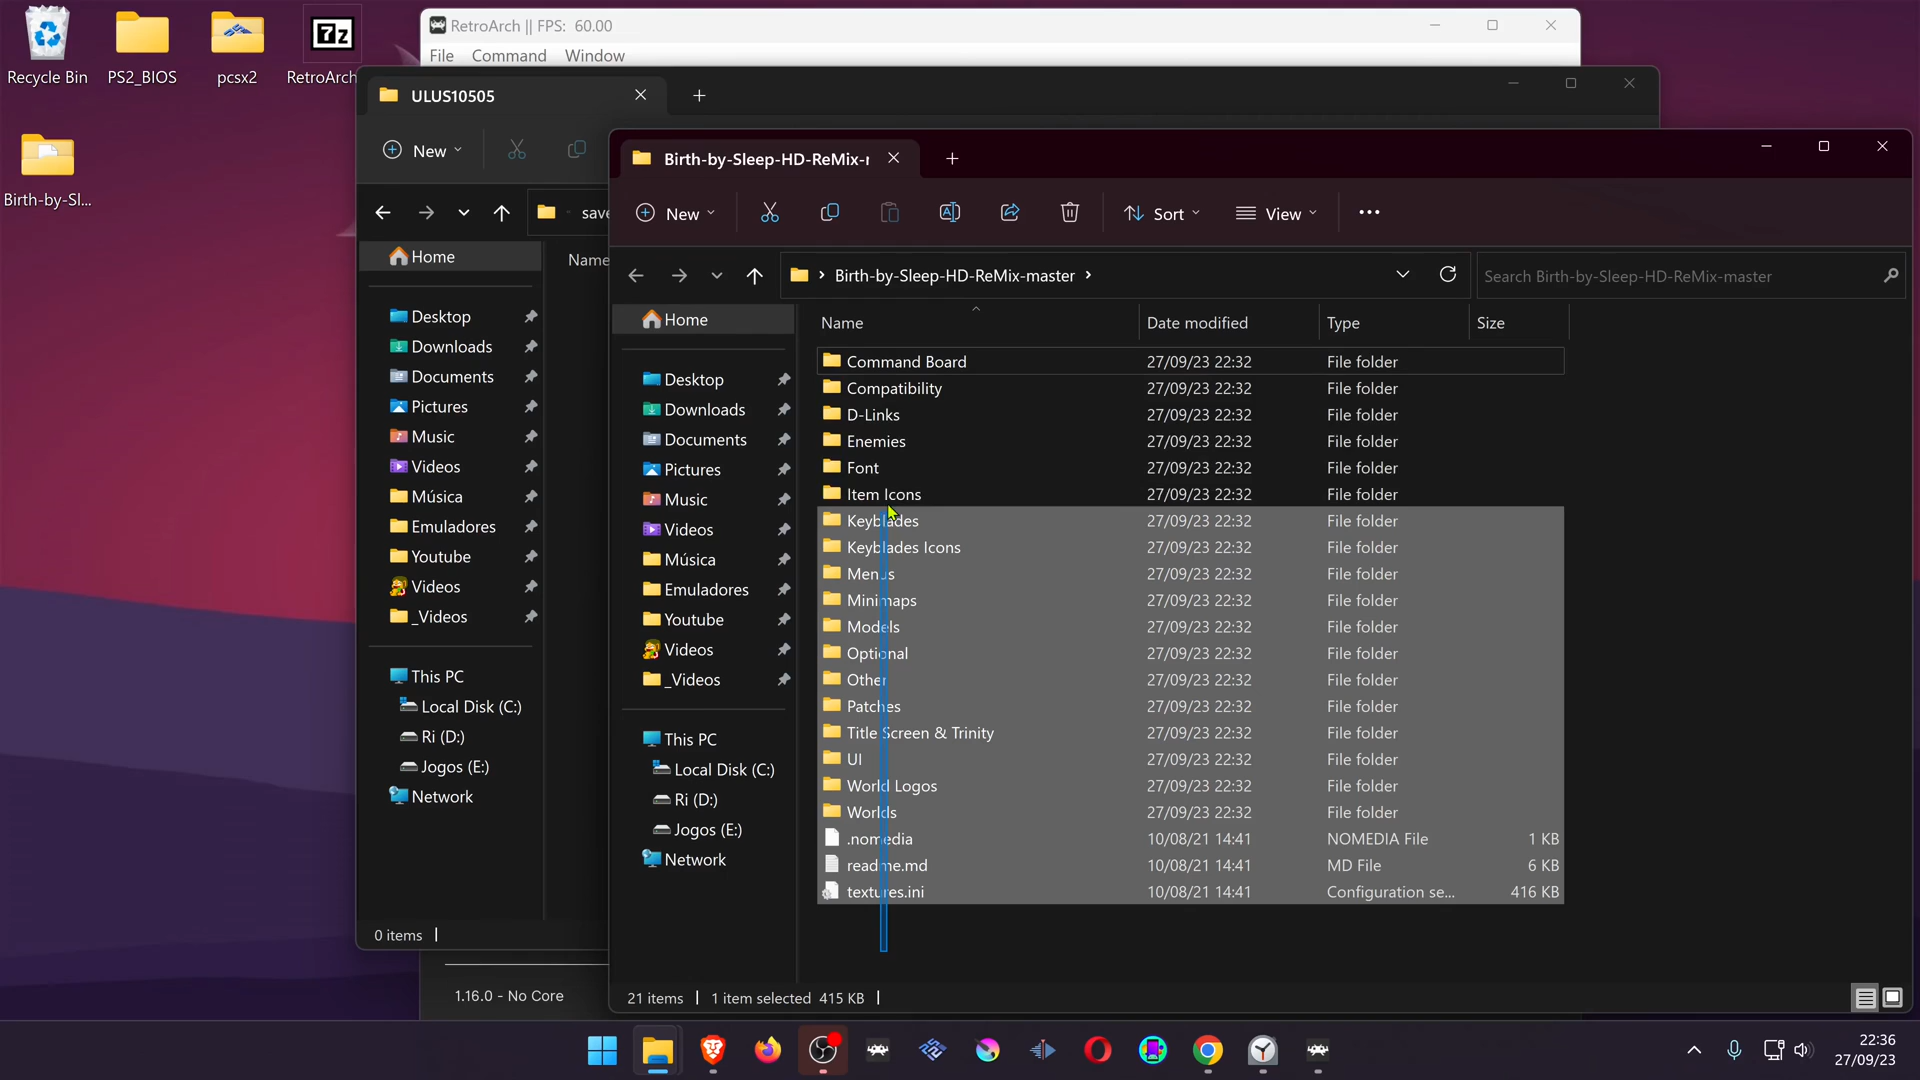 Recycle Bin
PS2_BIOS
pcsx2
RetroArch
Birth-by-Sl...
RetroArch || FPS: 60.00
File Command Window
ULUS10505
New
save
Home
Name
Desktop
Downloads
Documents
Pictures
Music
Videos
Música
Emuladores
Youtube
Videos
_Videos
This PC
Local Disk (C:)
Ri (D:)
Jogos (E:)
Network
0 items
1.16.0 - No Core
Birth-by-Sleep-HD-ReMix-r
New
Sort
View
Birth-by-Sleep-HD-ReMix-master
Search Birth-by-Sleep-HD-ReMix-master
Home
Desktop
Downloads
Documents
Pictures
Music
Videos
Música
Emuladores
Youtube
Videos
_Videos
This PC
Local Disk (C:)
Ri (D:)
Jogos (E:)
Network
Name Date modified Type Size
Command Board 27/09/23 22:32 File folder
Compatibility 27/09/23 22:32 File folder
D-Links 27/09/23 22:32 File folder
Enemies 27/09/23 22:32 File folder
Font 27/09/23 22:32 File folder
Item Icons 27/09/23 22:32 File folder
Keyblades 27/09/23 22:32 File folder
Keyblades Icons 27/09/23 22:32 File folder
Menus 27/09/23 22:32 File folder
Minimaps 27/09/23 22:32 File folder
Models 27/09/23 22:32 File folder
Optional 27/09/23 22:32 File folder
Other 27/09/23 22:32 File folder
Patches 27/09/23 22:32 File folder
Title Screen & Trinity 27/09/23 22:32 File folder
UI 27/09/23 22:32 File folder
World Logos 27/09/23 22:32 File folder
Worlds 27/09/23 22:32 File folder
.nomedia 10/08/21 14:41 NOMEDIA File 1 KB
readme.md 10/08/21 14:41 MD File 6 KB
textures.ini 10/08/21 14:41 Configuration se... 416 KB
21 items 1 item selected 415 KB
22:36
27/09/23